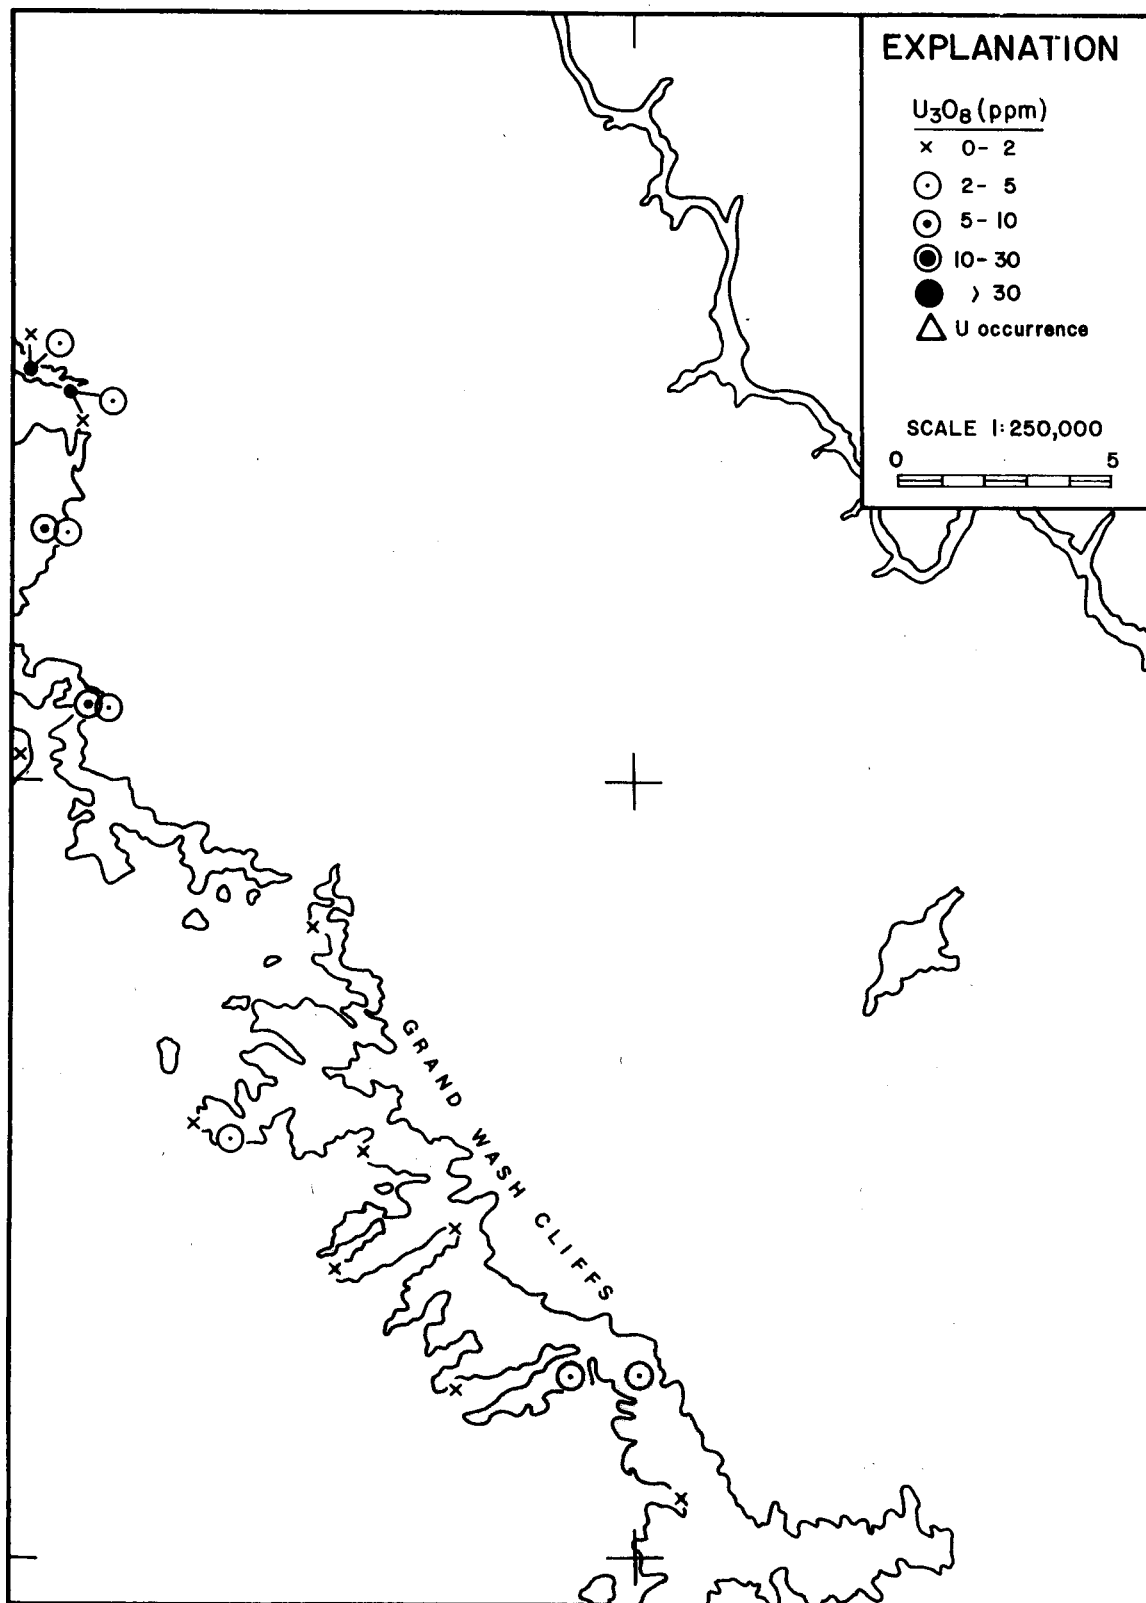 EXPLANATION
U₃O₈ (ppm)
× 0- 2
2- 5
5-10
10-30
> 30
U occurrence
SCALE 1:250,000
0 5
GRAND WASH CLIFFS